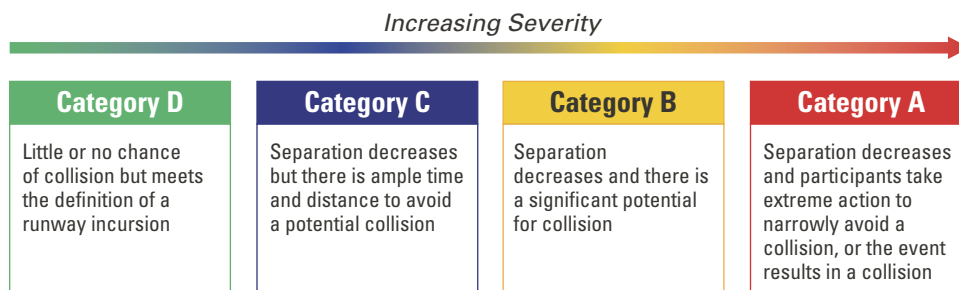 Increasing Severity
Category D
Little or no chance
of collision but meets
the definition of a
runway incursion
Category C
Separation decreases
but there is ample time
and distance to avoid
a potential collision
Category B
Separation
decreases and there is
a significant potential
for collision
Category A
Separation decreases
and participants take
extreme action to
narrowly avoid a
collision, or the event
results in a collision